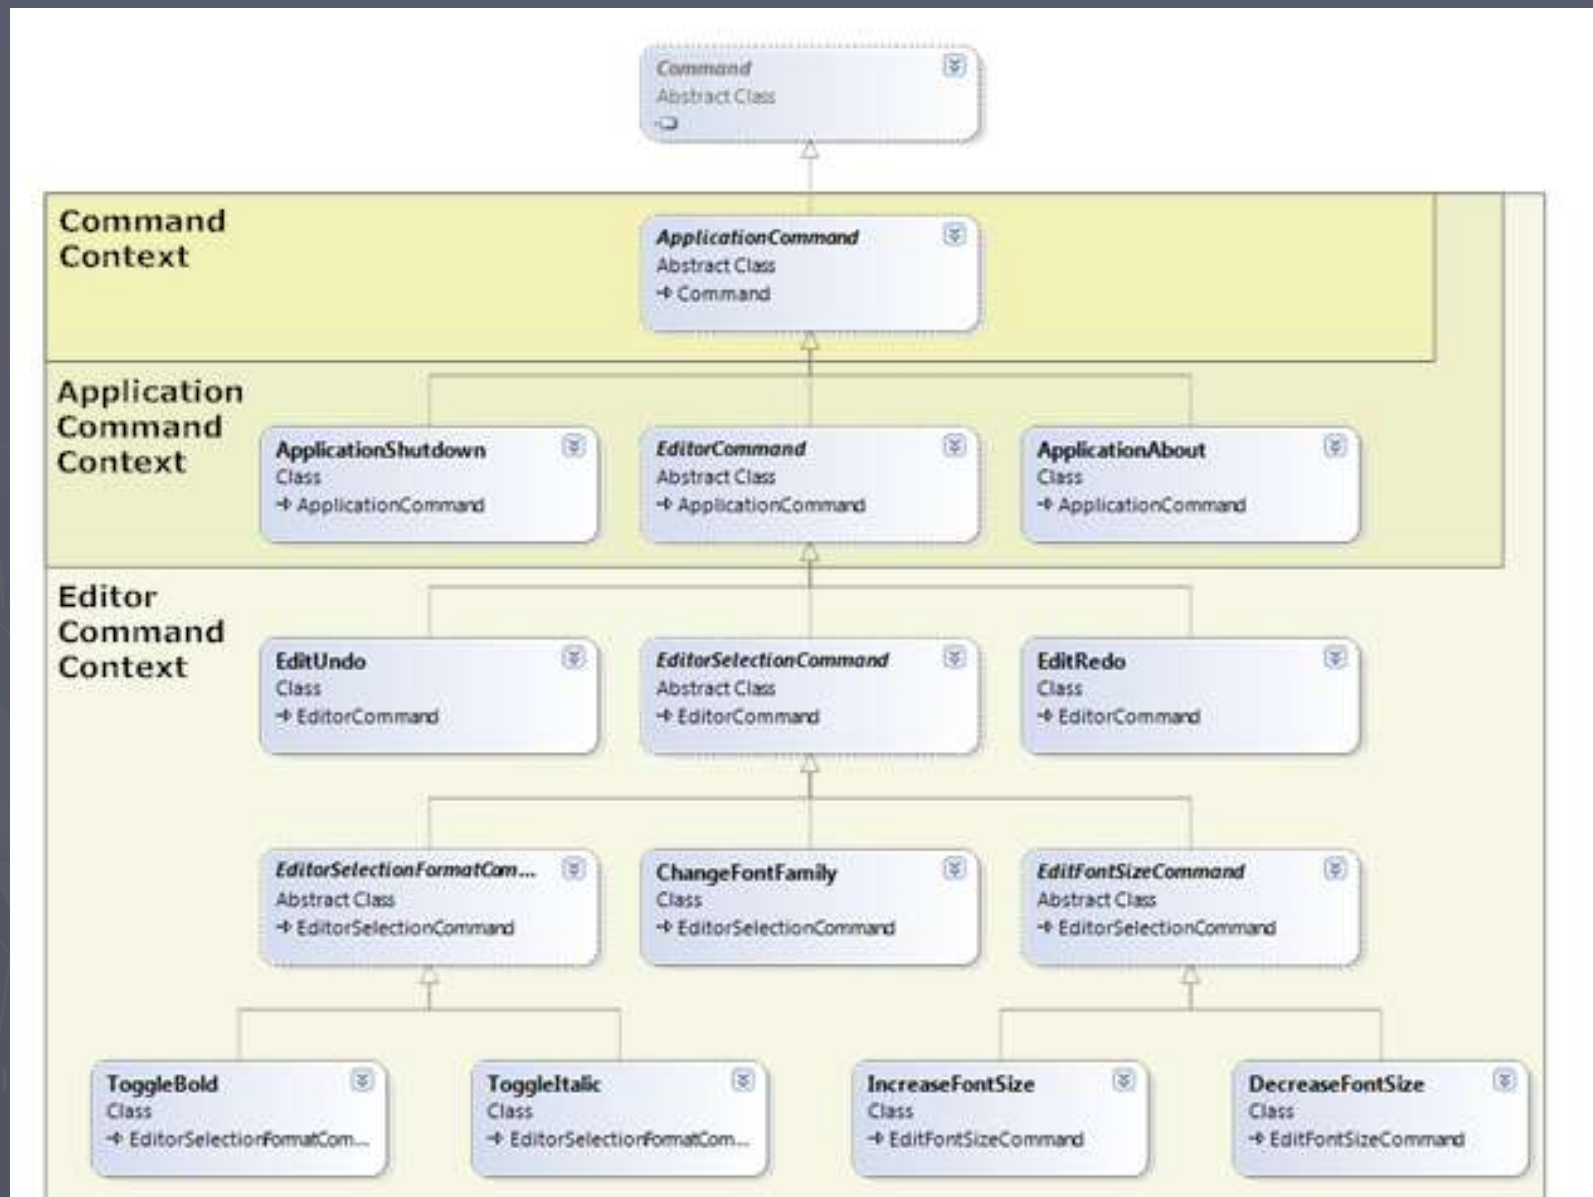 Command
Abstract Class
Command
Context
ApplicationCommand
Abstract Class
Command
Application
Command
Context
ApplicationShutdown
Class
ApplicationCommand
EditorCommand
Abstract Class
ApplicationCommand
ApplicationAbout
Class
ApplicationCommand
Editor
Command
Context
EditUndo
Class
EditorCommand
EditorSelectionCommand
Abstract Class
EditorCommand
EditRedo
Class
EditorCommand
EditorSelectionFormatCom...
Abstract Class
EditorSelectionCommand
ChangeFontFamily
Class
EditorSelectionCommand
EditFontSizeCommand
Abstract Class
EditorSelectionCommand
ToggleBold
Class
EditorSelectionFormatCom...
ToggleItalic
Class
EditorSelectionFormatCom...
IncreaseFontSize
Class
EditFontSizeCommand
DecreaseFontSize
Class
EditFontSizeCommand